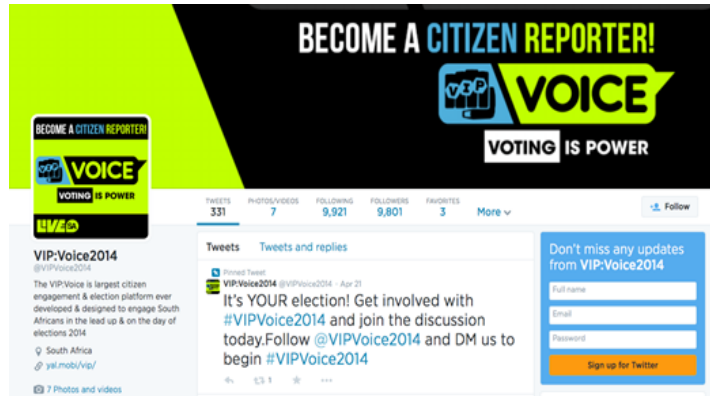 BECOME A CITIZEN REPORTER!
VIP VOICE
VOTING IS POWER
BECOME A CITIZEN REPORTER!
VIP VOICE
VOTING IS POWER
LIVE SA
TWEETS PHOTOS/VIDEOS FOLLOWING FOLLOWERS FAVORITES
331 7 9,921 9,801 3 More
Follow
VIP:Voice2014
@VIPVoice2014
The VIP:Voice is largest citizen
engagement & election platform ever
developed & designed to engage South
Africans in the lead up & on the day of
elections 2014
South Africa
yal.mobi/vip/
7 Photos and videos
Tweets Tweets and replies
Pinned Tweet
VIP:Voice2014 @VIPVoice2014 · Apr 21
It's YOUR election! Get involved with
#VIPVoice2014 and join the discussion
today.Follow @VIPVoice2014 and DM us to
begin #VIPVoice2014
1
Don't miss any updates
from VIP:Voice2014
Full name
Email
Password
Sign up for Twitter